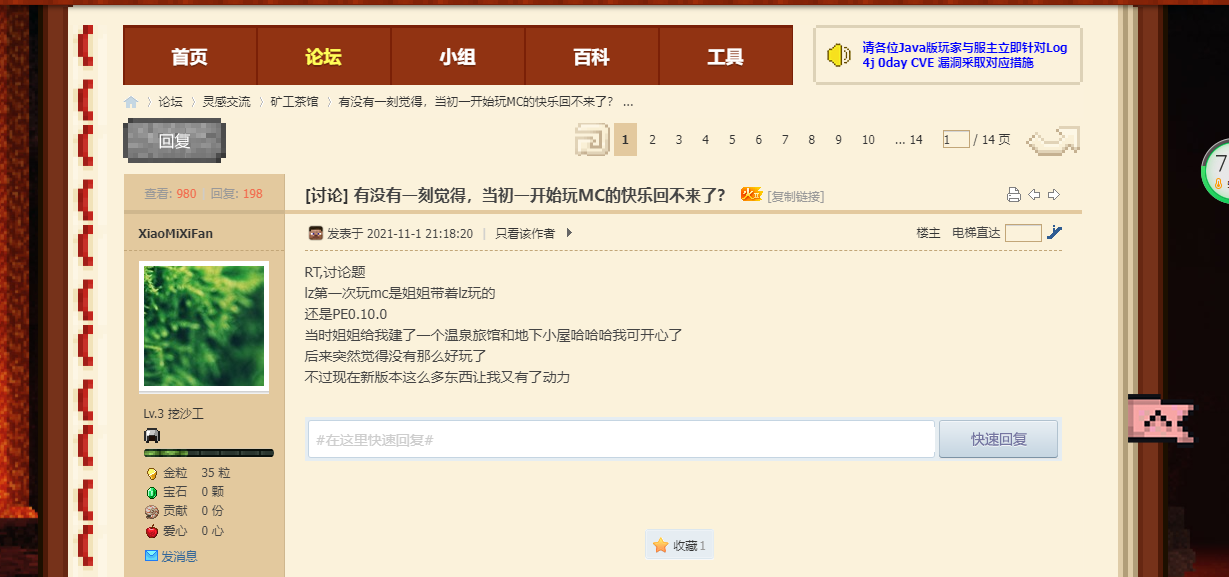 首页 论坛 小组 百科 工具
请各位Java版玩家与服主立即针对Log
4j 0day CVE 漏洞采取对应措施
论坛 灵感交流 矿工茶馆 有没有一刻觉得，当初一开始玩MC的快乐回不来了？ ...
回复
1 2 3 4 5 6 7 8 9 10 ... 14 1 / 14 页
查看: 980 回复: 198
[讨论] 有没有一刻觉得，当初一开始玩MC的快乐回不来了？ [复制链接]
XiaoMiXiFan
发表于 2021-11-1 21:18:20 | 只看该作者
楼主 电梯直达
RT,讨论题
lz第一次玩mc是姐姐带着lz玩的
还是PE0.10.0
当时姐姐给我建了一个温泉旅馆和地下小屋哈哈哈我可开心了
后来突然觉得没有那么好玩了
不过现在新版本这么多东西让我又有了动力
Lv.3 挖沙工
金粒 35 粒
宝石 0 颗
贡献 0 份
爱心 0 心
发消息
#在这里快速回复#
快速回复
收藏1